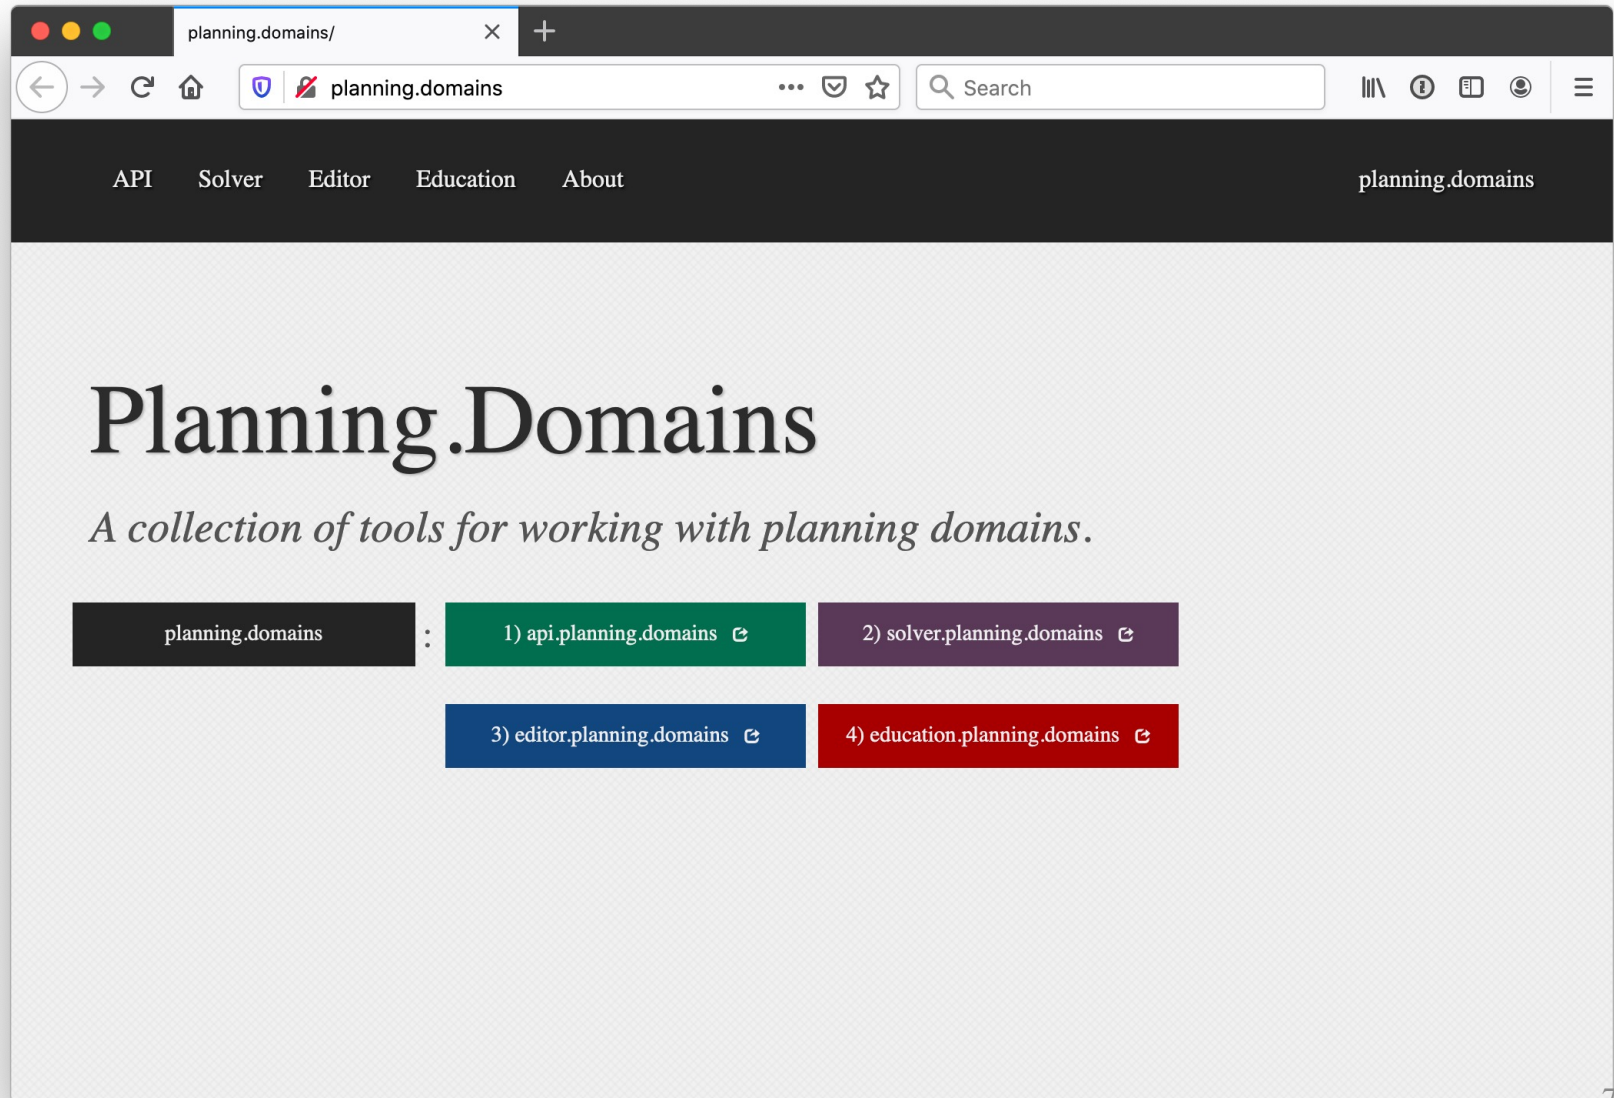 planning.domains/
planning.domains
Search
API Solver Editor Education About planning.domains
Planning.Domains
A collection of tools for working with planning domains.
planning.domains : 1) api.planning.domains 2) solver.planning.domains
3) editor.planning.domains 4) education.planning.domains